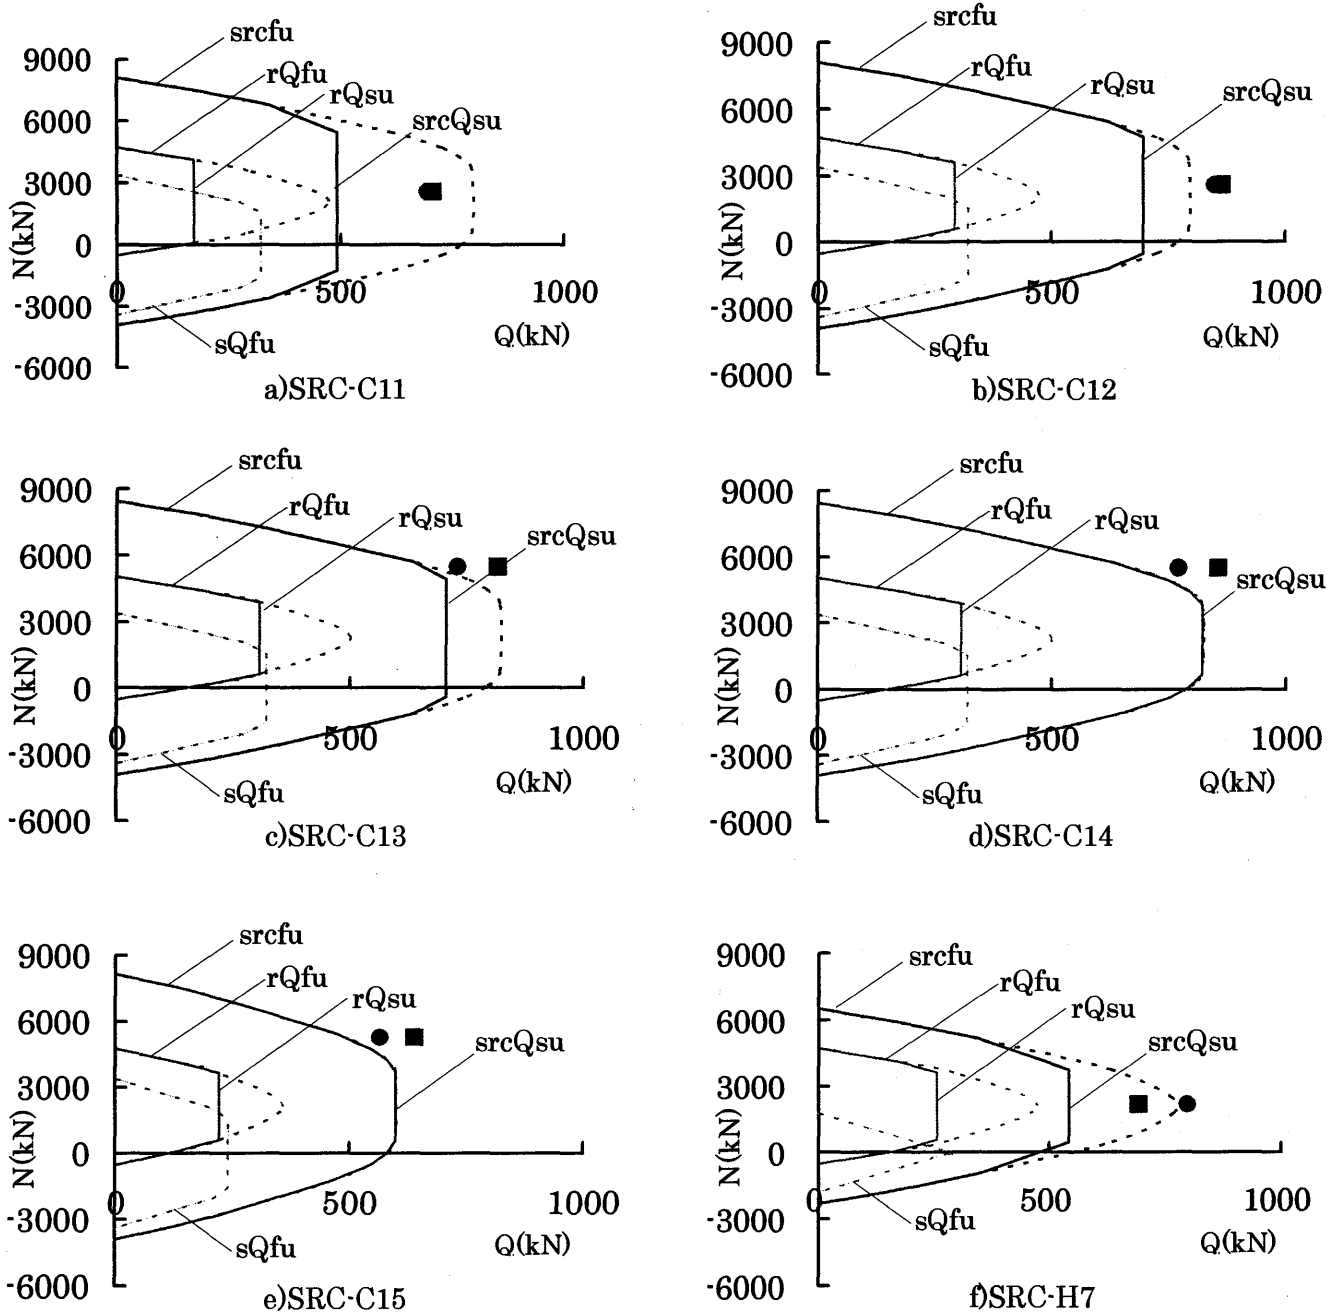 srcfu
rQfu
rQsu
srcQsu
9000
6000
3000
0
-3000
-6000
N(kN)
0
500
1000
Q(kN)
sQfu
a)SRC-C11
srcfu
rQfu
rQsu
srcQsu
9000
6000
3000
0
-3000
-6000
N(kN)
0
500
1000
Q(kN)
sQfu
b)SRC-C12
srcfu
rQfu
rQsu
srcQsu
9000
6000
3000
0
-3000
-6000
N(kN)
0
500
1000
Q(kN)
sQfu
c)SRC-C13
srcfu
rQfu
rQsu
srcQsu
9000
6000
3000
0
-3000
-6000
N(kN)
0
500
1000
Q(kN)
sQfu
d)SRC-C14
srcfu
rQfu
rQsu
srcQsu
9000
6000
3000
0
-3000
-6000
N(kN)
0
500
1000
Q(kN)
sQfu
e)SRC-C15
srcfu
rQfu
rQsu
srcQsu
9000
6000
3000
0
-3000
-6000
N(kN)
0
500
1000
Q(kN)
sQfu
f)SRC-H7